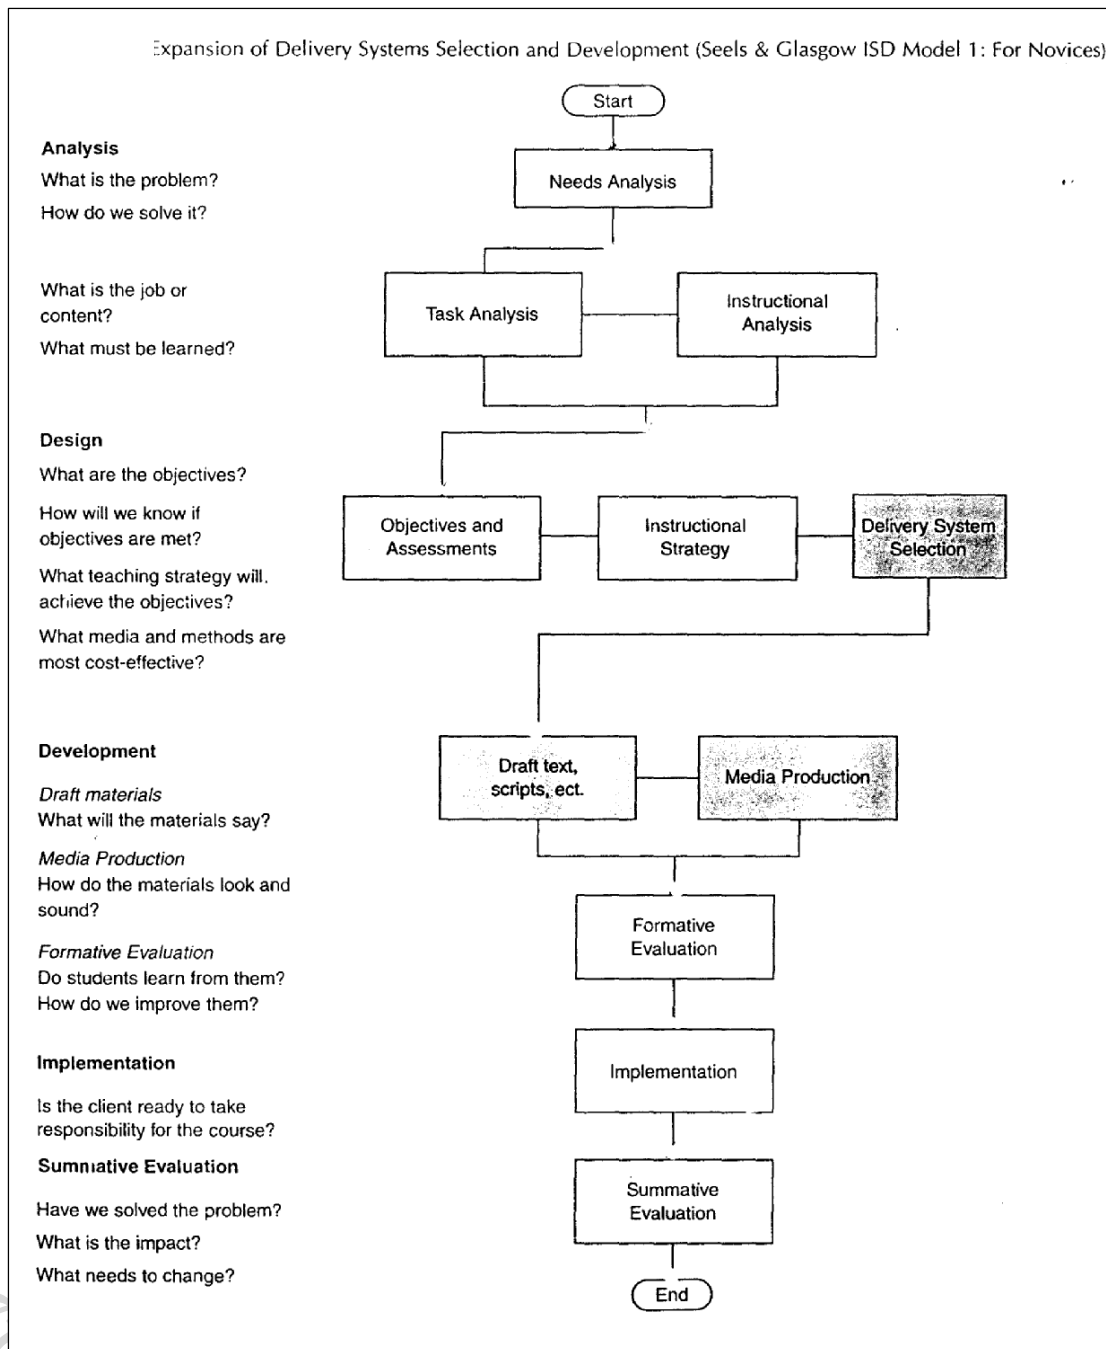 Expansion of Delivery Systems Selection and Development (Seels & Glasgow ISD Model 1: For Novices)
Start
Analysis
What is the problem?
How do we solve it?
Needs Analysis
What is the job or
content?
What must be learned?
Task Analysis
Instructional
Analysis
Design
What are the objectives?
How will we know if
objectives are met?
What teaching strategy will.
achieve the objectives?
What media and methods are
most cost-effective?
Objectives and
Assessments
Instructional
Strategy
Delivery System
Selection
Development
Draft materials
What will the materials say?
Media Production
How do the materials look and
sound?
Formative Evaluation
Do students learn from them?
How do we improve them?
Draft text,
scripts, ect.
Media Production
Formative
Evaluation
Implementation
Is the client ready to take
responsibility for the course?
Implementation
Summative Evaluation
Have we solved the problem?
What is the impact?
What needs to change?
Summative
Evaluation
End